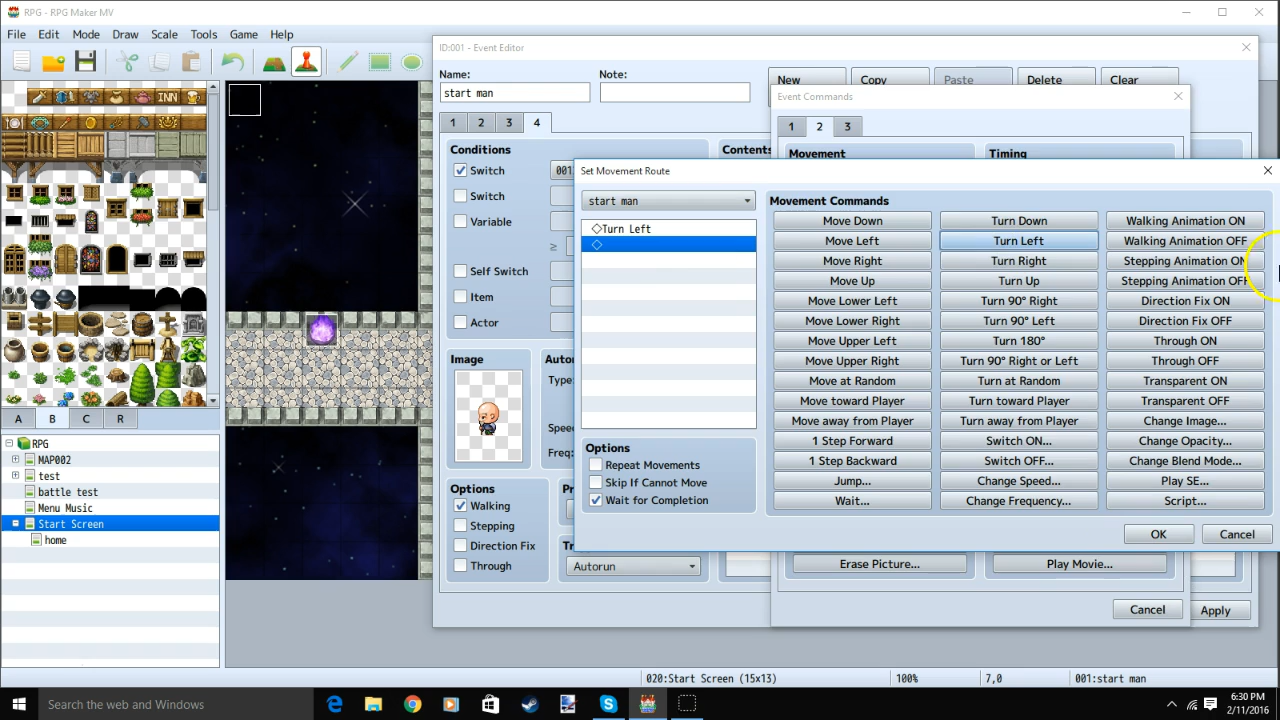 RPG - RPG Maker MV
File Edit Mode Draw Scale Tools Game Help
INN
A B C R
RPG
MAP002
test
battle test
Menu Music
Start Screen
home
ID:001 - Event Editor
Name:
start man
Note:
New Copy Paste Delete Clear
1 2 3 4
Conditions
Switch
001
Switch
Variable
≥
Self Switch
Item
Actor
Image
Options
Walking
Stepping
Direction Fix
Through
Type:
Freq:
Autorun
Apply
Event Commands
1 2 3
Movement
Timing
Erase Picture...
Play Movie...
Cancel
Set Movement Route
start man
◇Turn Left
◇
Options
Repeat Movements
Skip If Cannot Move
Wait for Completion
Movement Commands
Move Down Turn Down Walking Animation ON
Move Left Turn Left Walking Animation OFF
Move Right Turn Right Stepping Animation ON
Move Up Turn Up Stepping Animation OFF
Move Lower Left Turn 90° Right Direction Fix ON
Move Lower Right Turn 90° Left Direction Fix OFF
Move Upper Left Turn 180° Through ON
Move Upper Right Turn 90° Right or Left Through OFF
Move at Random Turn at Random Transparent ON
Move toward Player Turn toward Player Transparent OFF
Move away from Player Turn away from Player Change Image...
1 Step Forward Switch ON... Change Opacity...
1 Step Backward Switch OFF... Change Blend Mode...
Jump... Change Speed... Play SE...
Wait... Change Frequency... Script...
OK Cancel
020:Start Screen (15x13) 100% 7,0 001:start man
Search the web and Windows
6:30 PM
2/11/2016